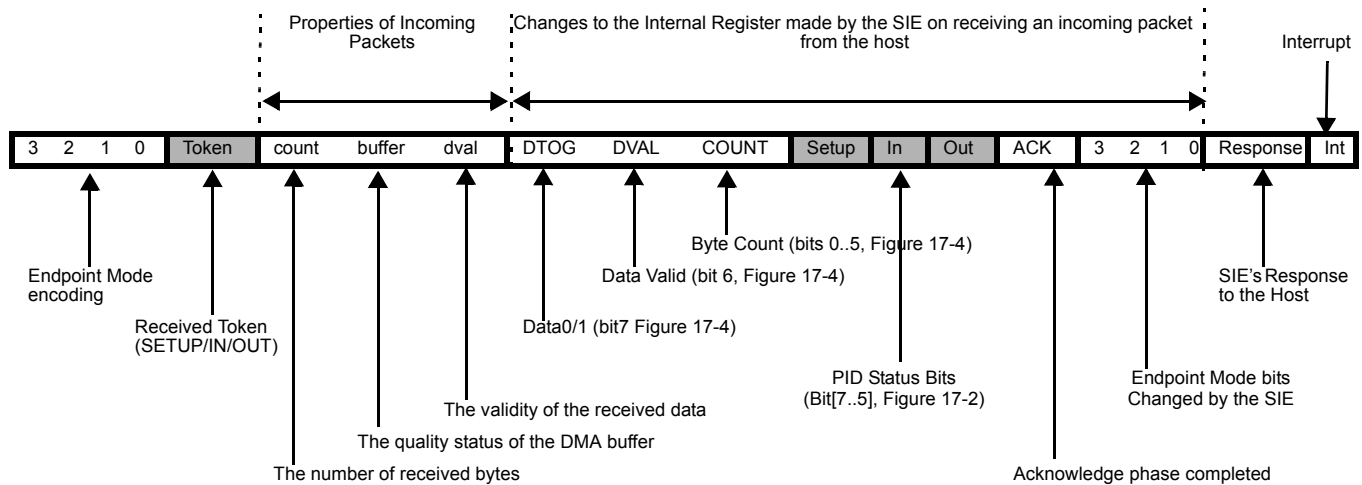 Properties of Incoming
Packets
Changes to the Internal Register made by the SIE on receiving an incoming packet
from the host
Interrupt
3 2 1 0 Token count buffer dval DTOG DVAL COUNT Setup In Out ACK 3 2 1 0 Response Int
Byte Count (bits 0..5, Figure 17-4)
Endpoint Mode
encoding
Data Valid (bit 6, Figure 17-4)
SIE's Response
to the Host
Received Token
(SETUP/IN/OUT)
Data0/1 (bit7 Figure 17-4)
PID Status Bits
(Bit[7..5], Figure 17-2)
Endpoint Mode bits
Changed by the SIE
The validity of the received data
The quality status of the DMA buffer
The number of received bytes
Acknowledge phase completed